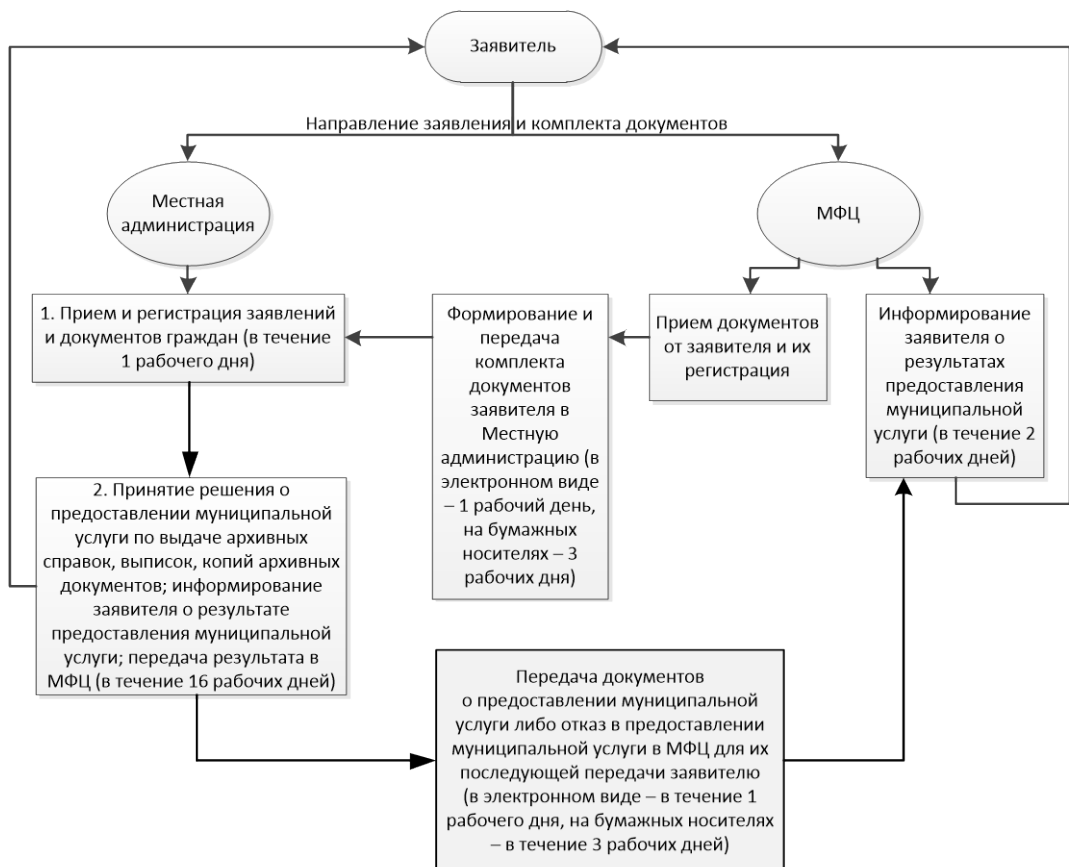 Заявитель
Направление заявления и комплекта документов
Местная
администрация
МФЦ
1. Прием и регистрация заявлений
и документов граждан (в течение
1 рабочего дня)
Формирование и
передача
комплекта
документов
заявителя в
Местную
администрацию (в
электронном виде
– 1 рабочий день,
на бумажных
носителях – 3
рабочих дня)
Прием документов
от заявителя и их
регистрация
Информирование
заявителя о
результатах
предоставления
муниципальной
услуги (в течение 2
рабочих дней)
2. Принятие решения о
предоставлении муниципальной
услуги по выдаче архивных
справок, выписок, копий архивных
документов; информирование
заявителя о результате
предоставления муниципальной
услуги; передача результата в
МФЦ (в течение 16 рабочих дней)
Передача документов
о предоставлении муниципальной
услуги либо отказ в предоставлении
муниципальной услуги в МФЦ для их
последующей передачи заявителю
(в электронном виде – в течение 1
рабочего дня, на бумажных носителях
– в течение 3 рабочих дней)